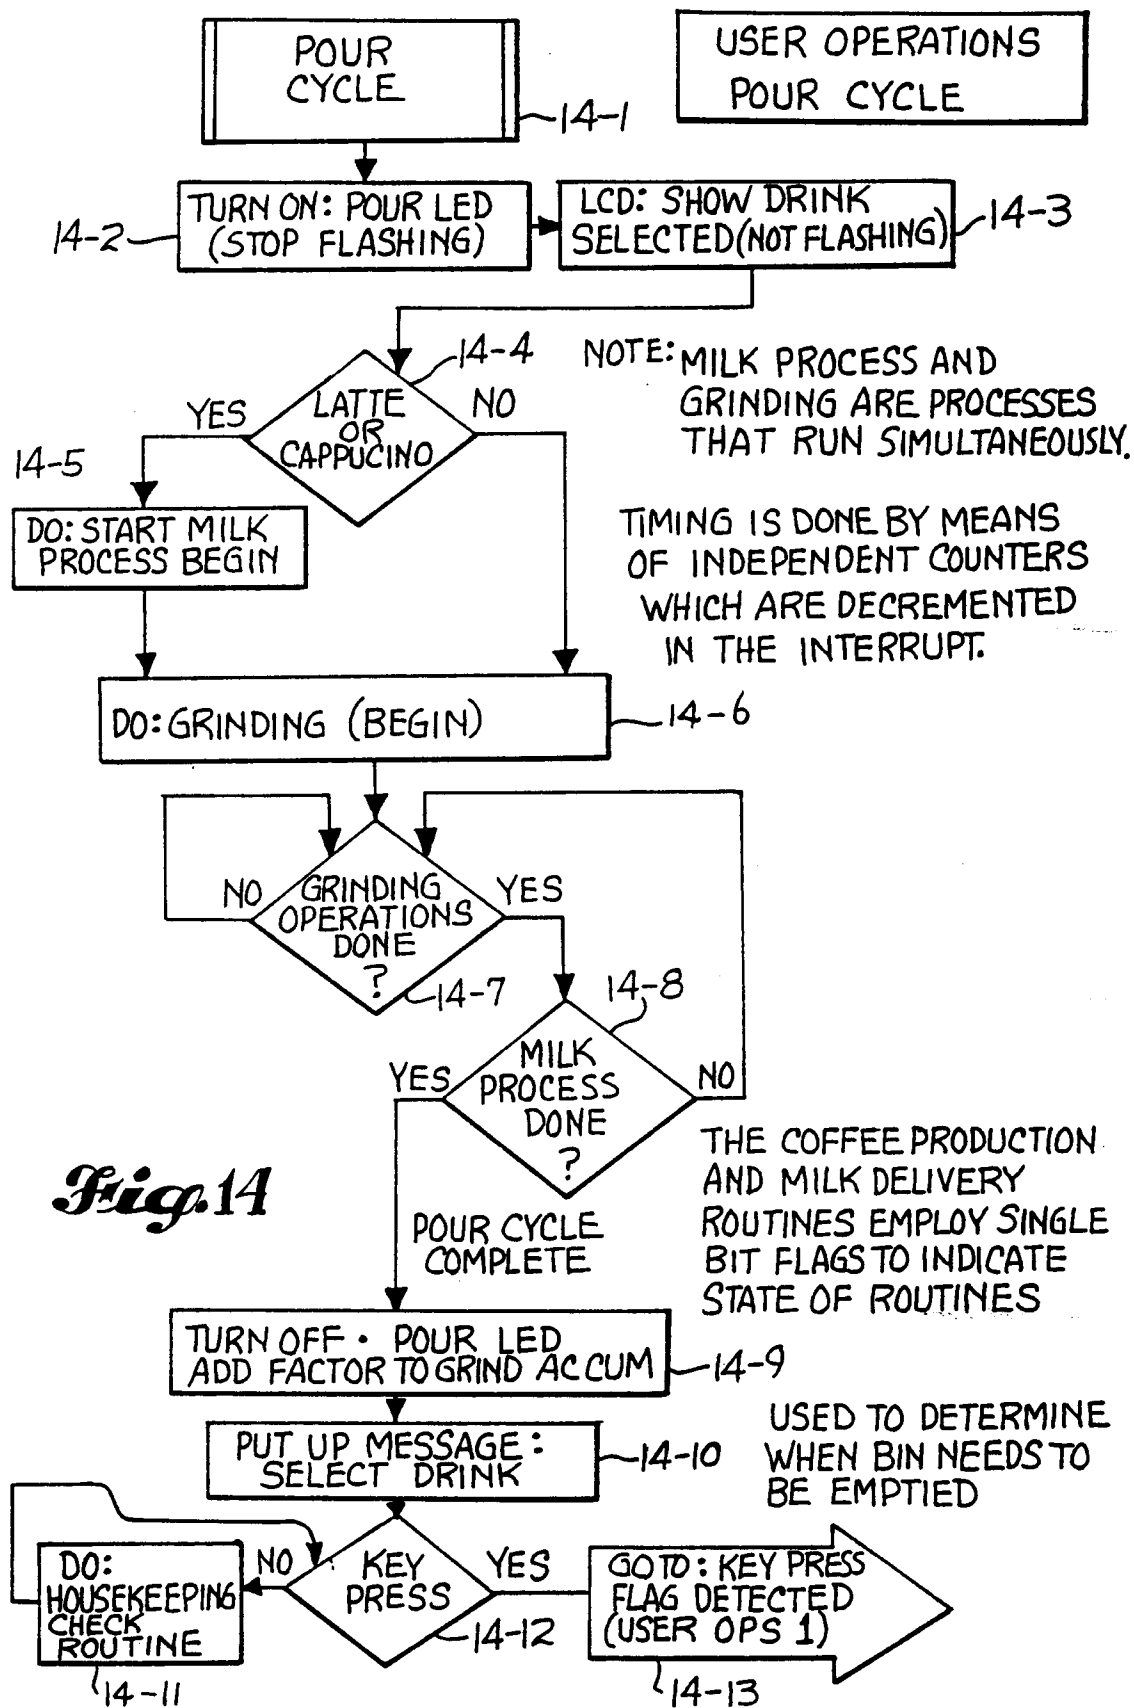 POUR
CYCLE
14-1
USER OPERATIONS
POUR CYCLE
14-2
TURN ON: POUR LED
(STOP FLASHING)
LCD: SHOW DRINK
SELECTED (NOT FLASHING)
14-3
14-4
LATTE
OR
CAPPUCINO
YES
NO
NOTE: MILK PROCESS AND
GRINDING ARE PROCESSES
THAT RUN SIMULTANEOUSLY.
14-5
DO: START MILK
PROCESS BEGIN
TIMING IS DONE BY MEANS
OF INDEPENDENT COUNTERS
WHICH ARE DECREMENTED
IN THE INTERRUPT.
DO: GRINDING (BEGIN)
14-6
NO
GRINDING
OPERATIONS
DONE
?
YES
14-7
14-8
YES
MILK
PROCESS
DONE
?
NO
THE COFFEE PRODUCTION
AND MILK DELIVERY
ROUTINES EMPLOY SINGLE
BIT FLAGS TO INDICATE
STATE OF ROUTINES
Fig. 14
POUR CYCLE
COMPLETE
TURN OFF • POUR LED
ADD FACTOR TO GRIND ACCUM
14-9
PUT UP MESSAGE:
SELECT DRINK
14-10
USED TO DETERMINE
WHEN BIN NEEDS TO
BE EMPTIED
DO:
HOUSEKEEPING
CHECK
ROUTINE
14-11
NO
KEY
PRESS
YES
14-12
GO TO: KEY PRESS
FLAG DETECTED
(USER OPS 1)
14-13